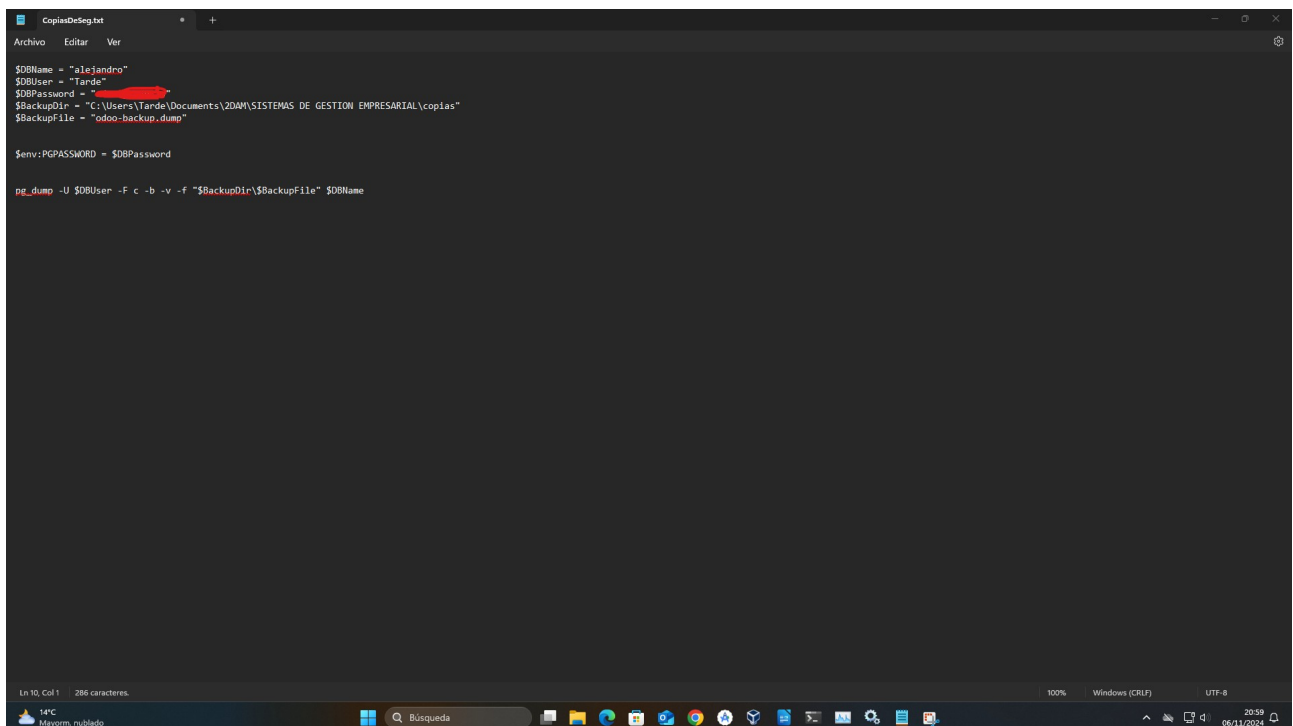 CopiasDeSeg.txt
Archivo Editar Ver
$DBName = "alejandro"
$DBUser = "Tarde"
$DBPassword = " "
$BackupDir = "C:\Users\Tarde\Documents\2DAM\SISTEMAS DE GESTION EMPRESARIAL\copias"
$BackupFile = "odoo-backup.dump"
$env:PGPASSWORD = $DBPassword
pg_dump -U $DBUser -F c -b -v -f "$BackupDir\$BackupFile" $DBName
Ln 10, Col 1 286 caracteres. 100% Windows (CRLF) UTF-8
14°C
Mayorm. nublado
Búsqueda
20:59
06/11/2024